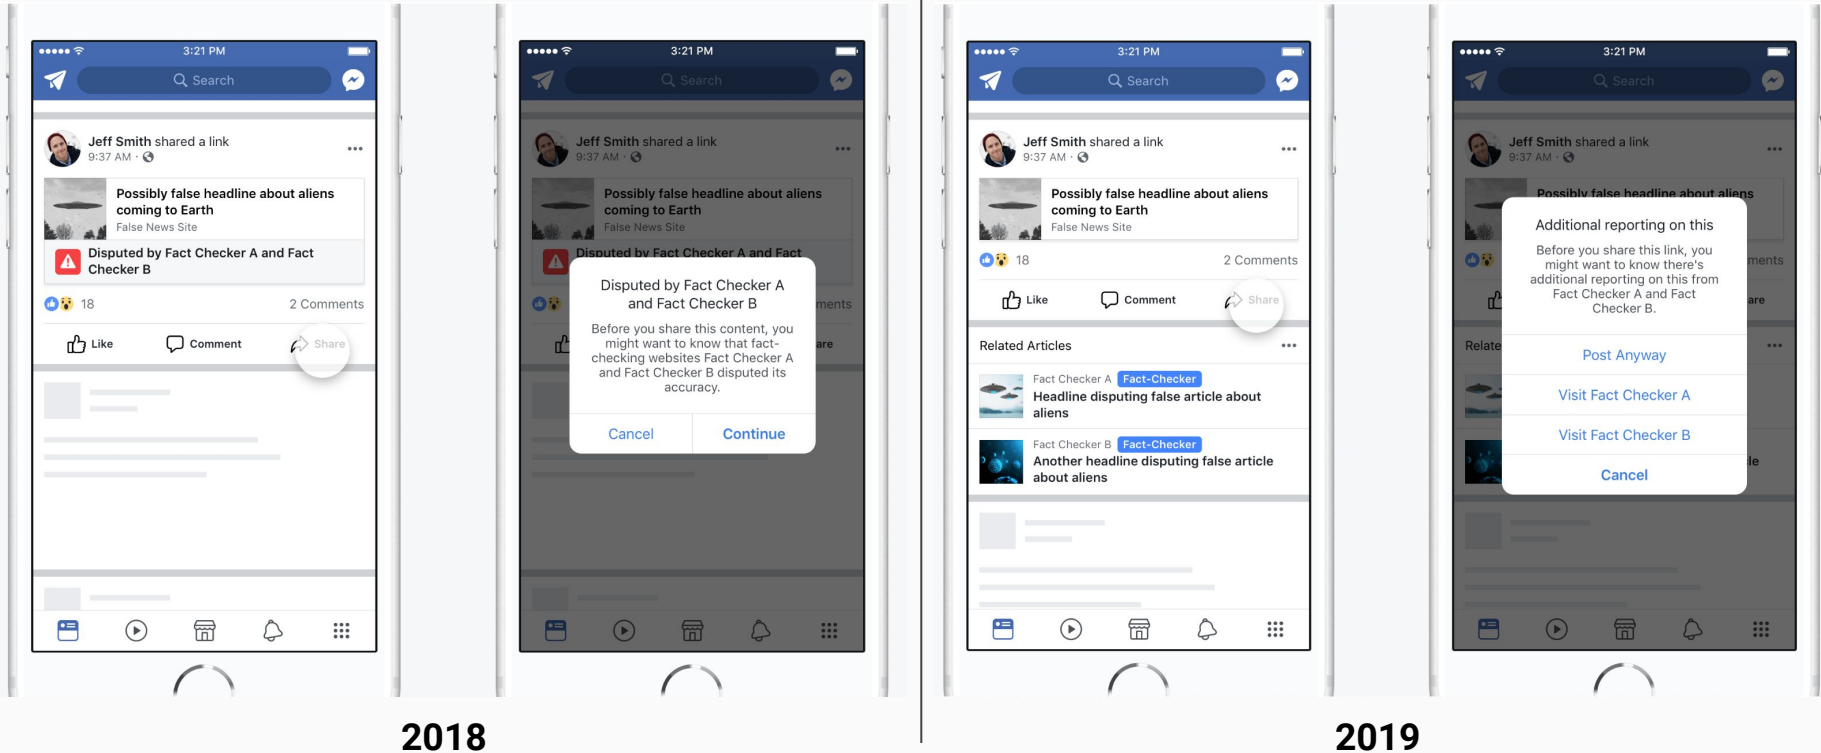 3:21 PM
Search
Jeff Smith shared a link
9:37 AM ·
Possibly false headline about aliens
coming to Earth
False News Site
Disputed by Fact Checker A and Fact
Checker B
18
2 Comments
Like
Comment
Share
3:21 PM
Search
Jeff Smith shared a link
9:37 AM ·
Possibly false headline about aliens
coming to Earth
False News Site
Disputed by Fact Checker A and Fact
Disputed by Fact Checker A
and Fact Checker B
Before you share this content, you
might want to know that fact-
checking websites Fact Checker A
and Fact Checker B disputed its
accuracy.
Cancel
Continue
ments
are
2018
3:21 PM
Search
Jeff Smith shared a link
9:37 AM ·
Possibly false headline about aliens
coming to Earth
False News Site
18
2 Comments
Like
Comment
Share
Related Articles
Fact Checker A Fact-Checker
Headline disputing false article about
aliens
Fact Checker B Fact-Checker
Another headline disputing false article
about aliens
3:21 PM
Search
Jeff Smith shared a link
9:37 AM ·
Possibly false headline about aliens
Additional reporting on this
Before you share this link, you
might want to know there's
additional reporting on this from
Fact Checker A and Fact
Checker B.
Post Anyway
Visit Fact Checker A
Visit Fact Checker B
Cancel
ments
are
Relate
cle
2019